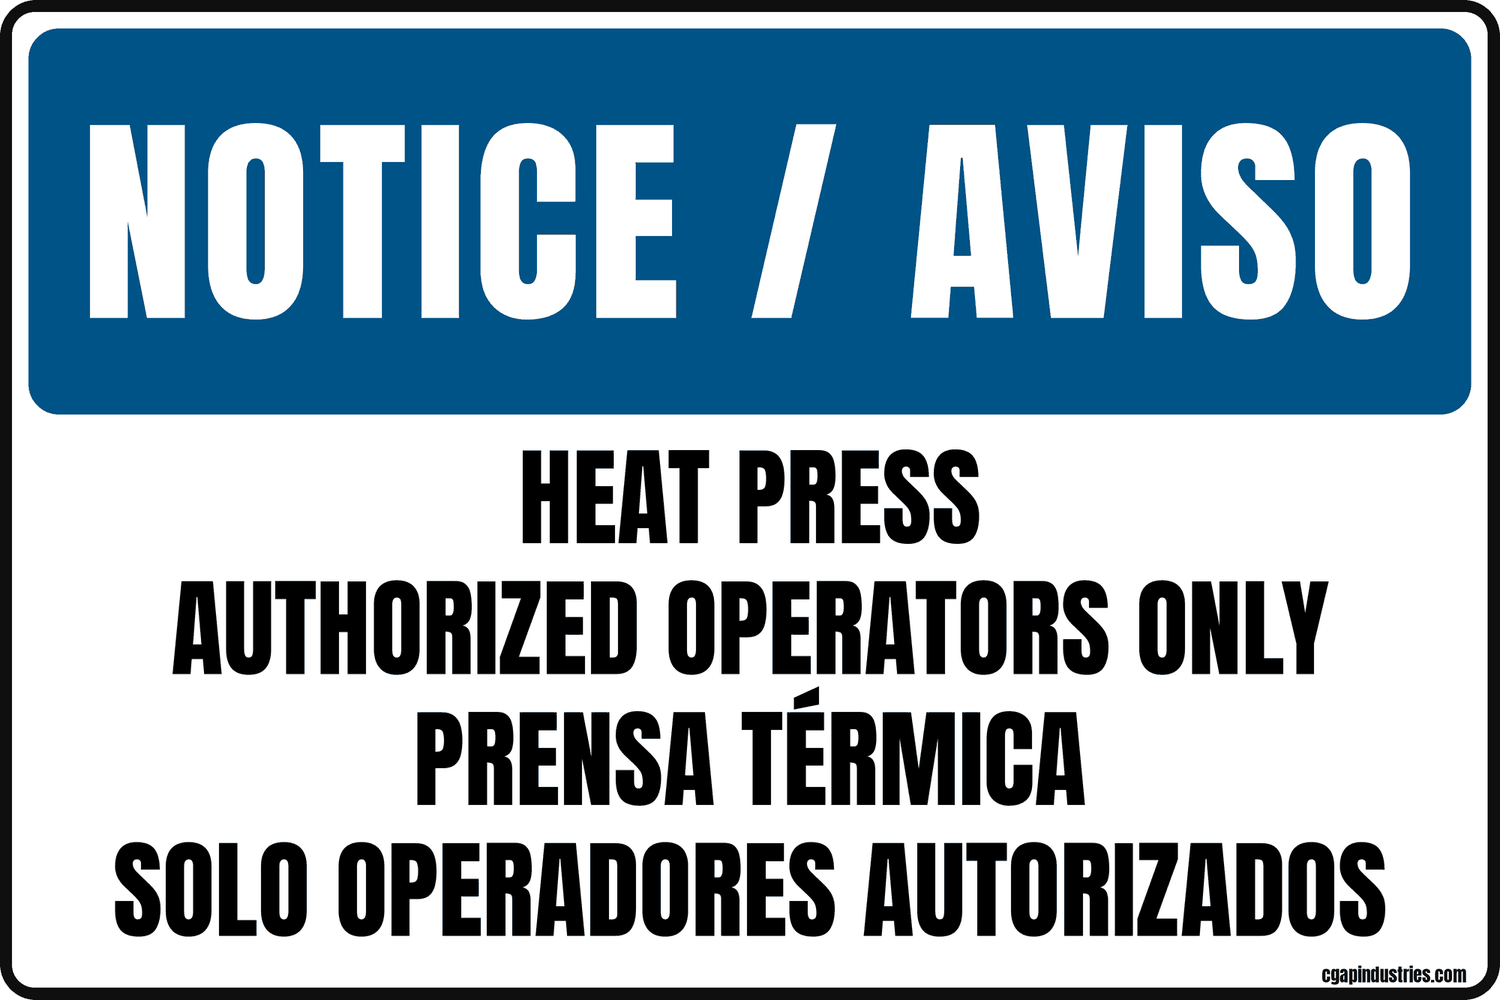 NOTICE / AVISO
HEAT PRESS
AUTHORIZED OPERATORS ONLY
PRENSA TÉRMICA
SOLO OPERADORES AUTORIZADOS
cgapindustries.com